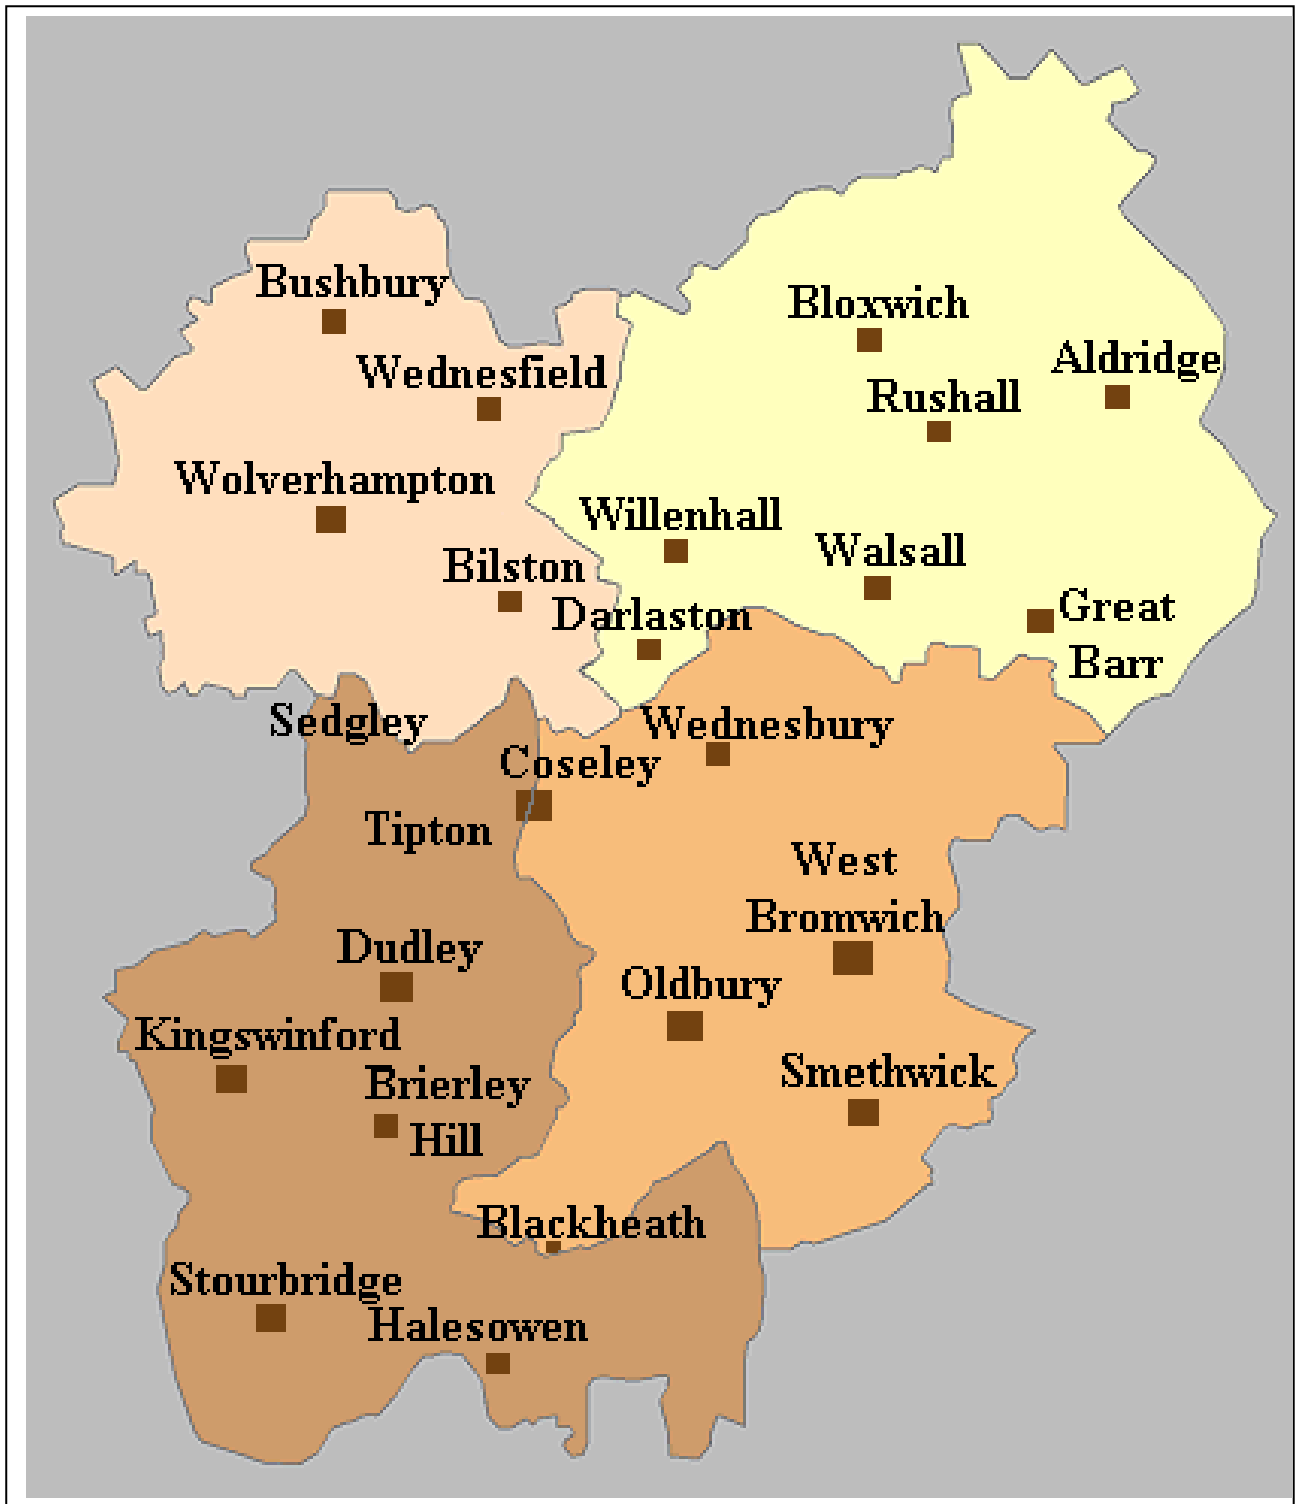 Bushbury
Bloxwich
Aldridge
Wednesfield
Rushall
Wolverhampton
Willenhall
Walsall
Bilston
Darlaston
Great
Barr
Sedgley
Wednesbury
Coseley
Tipton
West
Bromwich
Dudley
Oldbury
Kingswinford
Smethwick
Brierley
Hill
Blackheath
Stourbridge
Halesowen